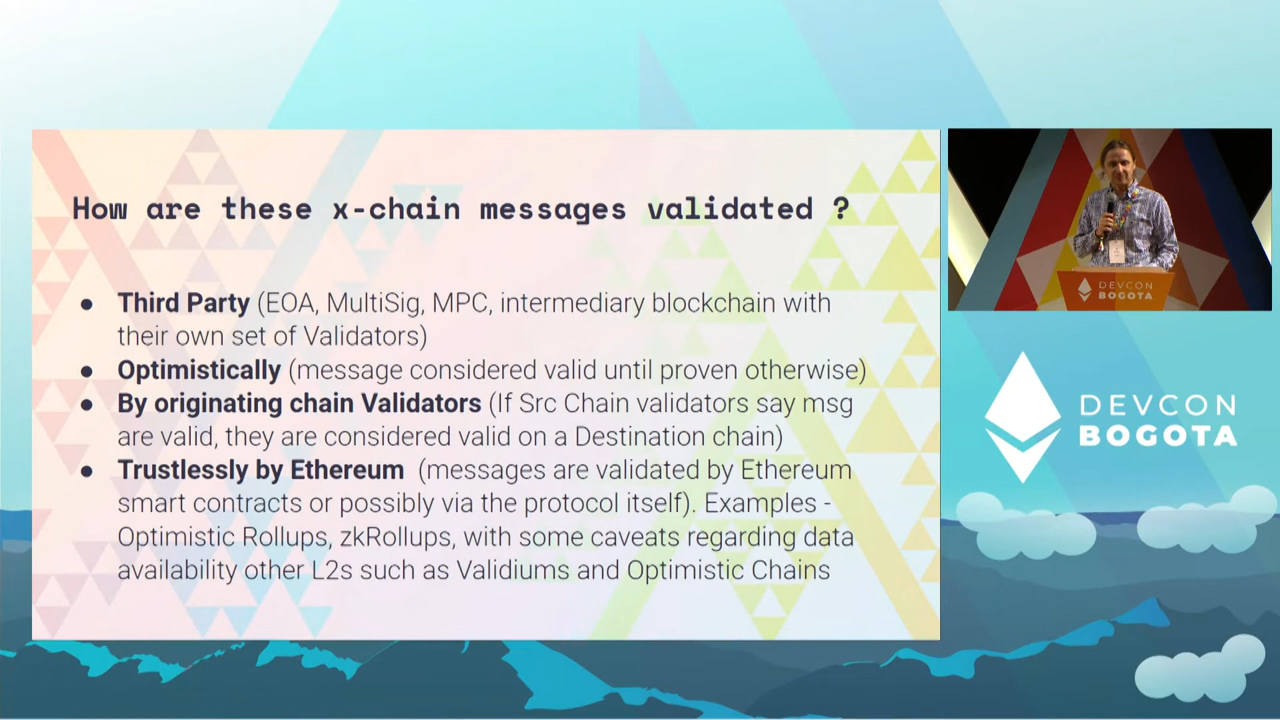 How are these x-chain messages validated ?
● Third Party (EOA, MultiSig, MPC, intermediary blockchain with
their own set of Validators)
● Optimistically (message considered valid until proven otherwise)
● By originating chain Validators (If Src Chain validators say msg
are valid, they are considered valid on a Destination chain)
● Trustlessly by Ethereum (messages are validated by Ethereum
smart contracts or possibly via the protocol itself). Examples -
Optimistic Rollups, zkRollups, with some caveats regarding data
availability other L2s such as Validiums and Optimistic Chains
DEVCON
BOGOTA
DEVCON
BOGOTA